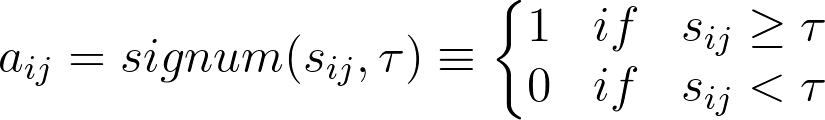 a_{ij} = signum(s_{ij}, τ) ≡ { 1 if s_{ij} ≥ τ
0 if s_{ij} < τ